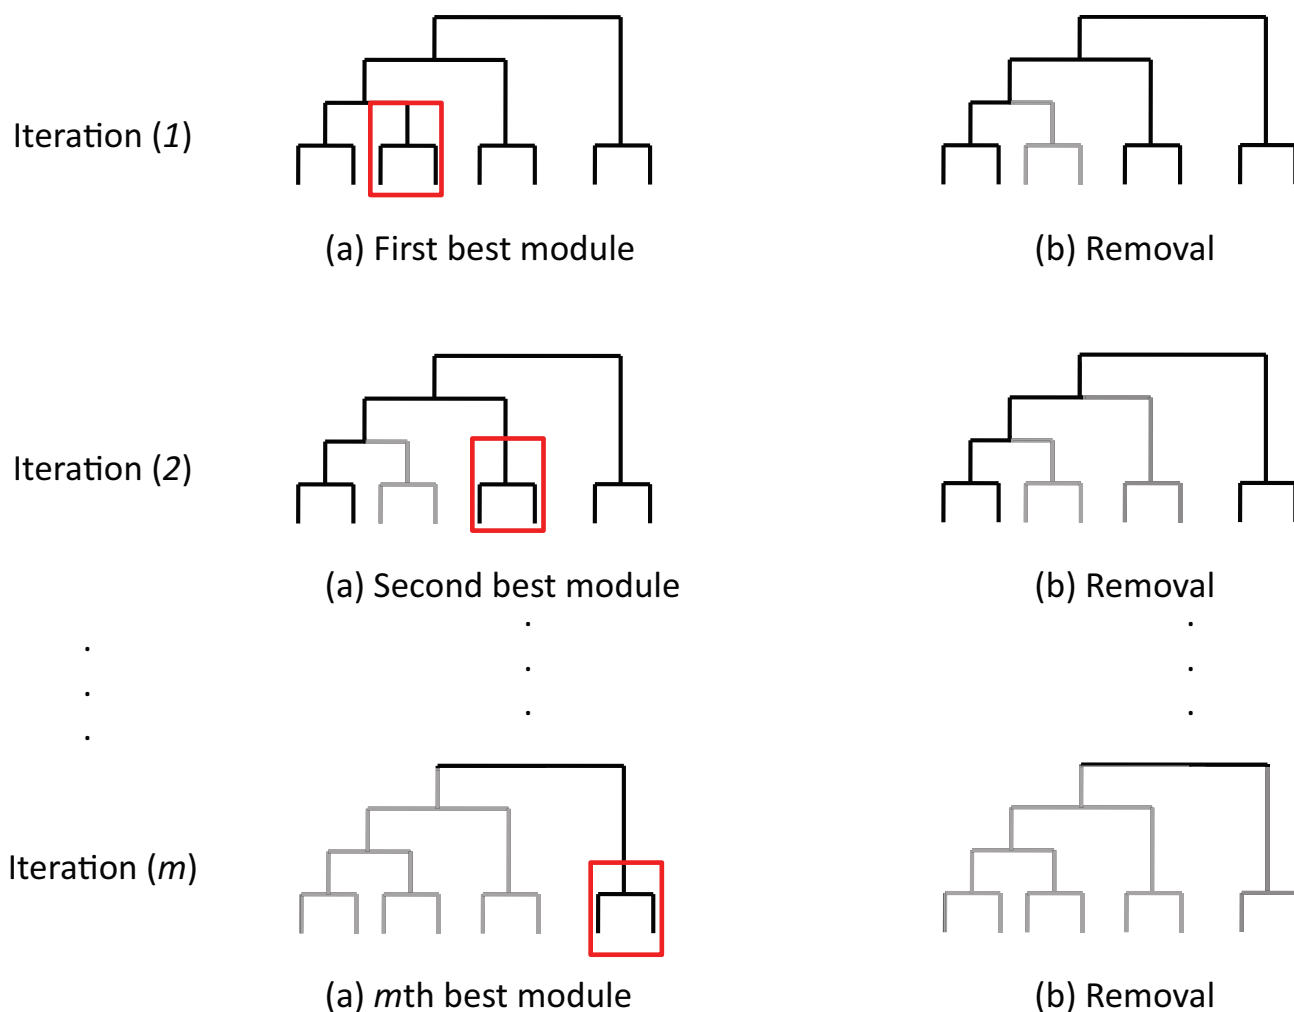 Iteration (1)
(a) First best module
(b) Removal
Iteration (2)
(a) Second best module
(b) Removal
Iteration (m)
(a) mth best module
(b) Removal